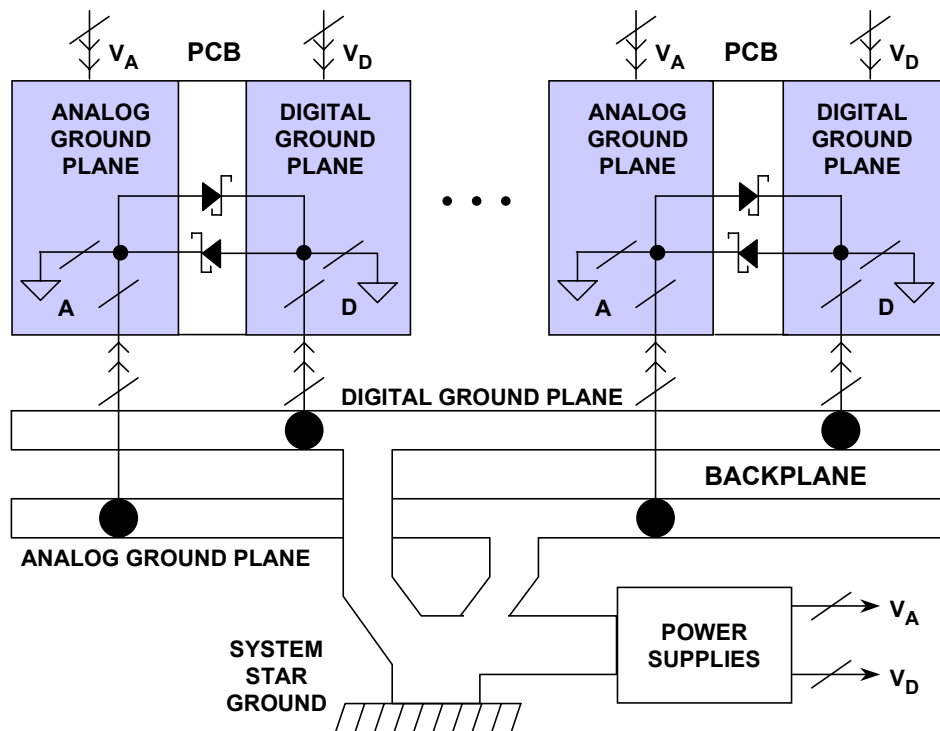 V_A
PCB
V_D
V_A
PCB
V_D
ANALOG
GROUND
PLANE
DIGITAL
GROUND
PLANE
ANALOG
GROUND
PLANE
DIGITAL
GROUND
PLANE
A
D
A
D
DIGITAL GROUND PLANE
BACKPLANE
ANALOG GROUND PLANE
SYSTEM
STAR
GROUND
POWER
SUPPLIES
V_A
V_D